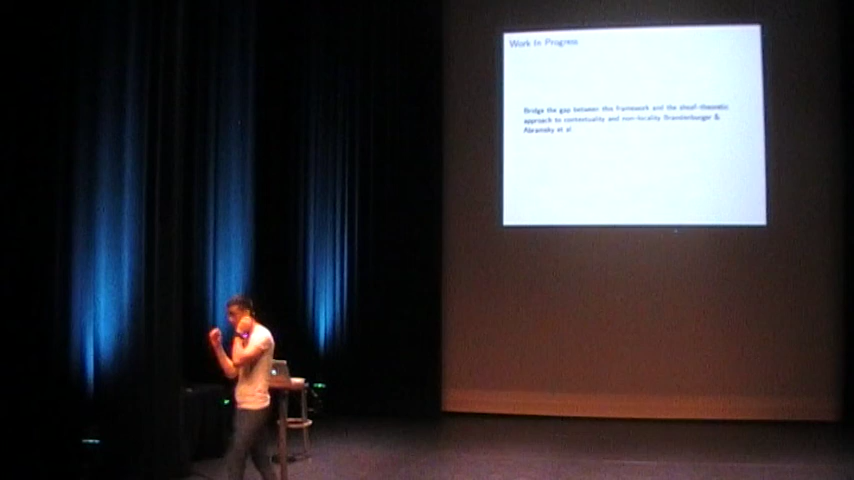 Work In Progress
Bridge the gap between this framework and the sheaf-theoretic
approach to contextuality and non-locality Brandenburger &
Abramsky et al